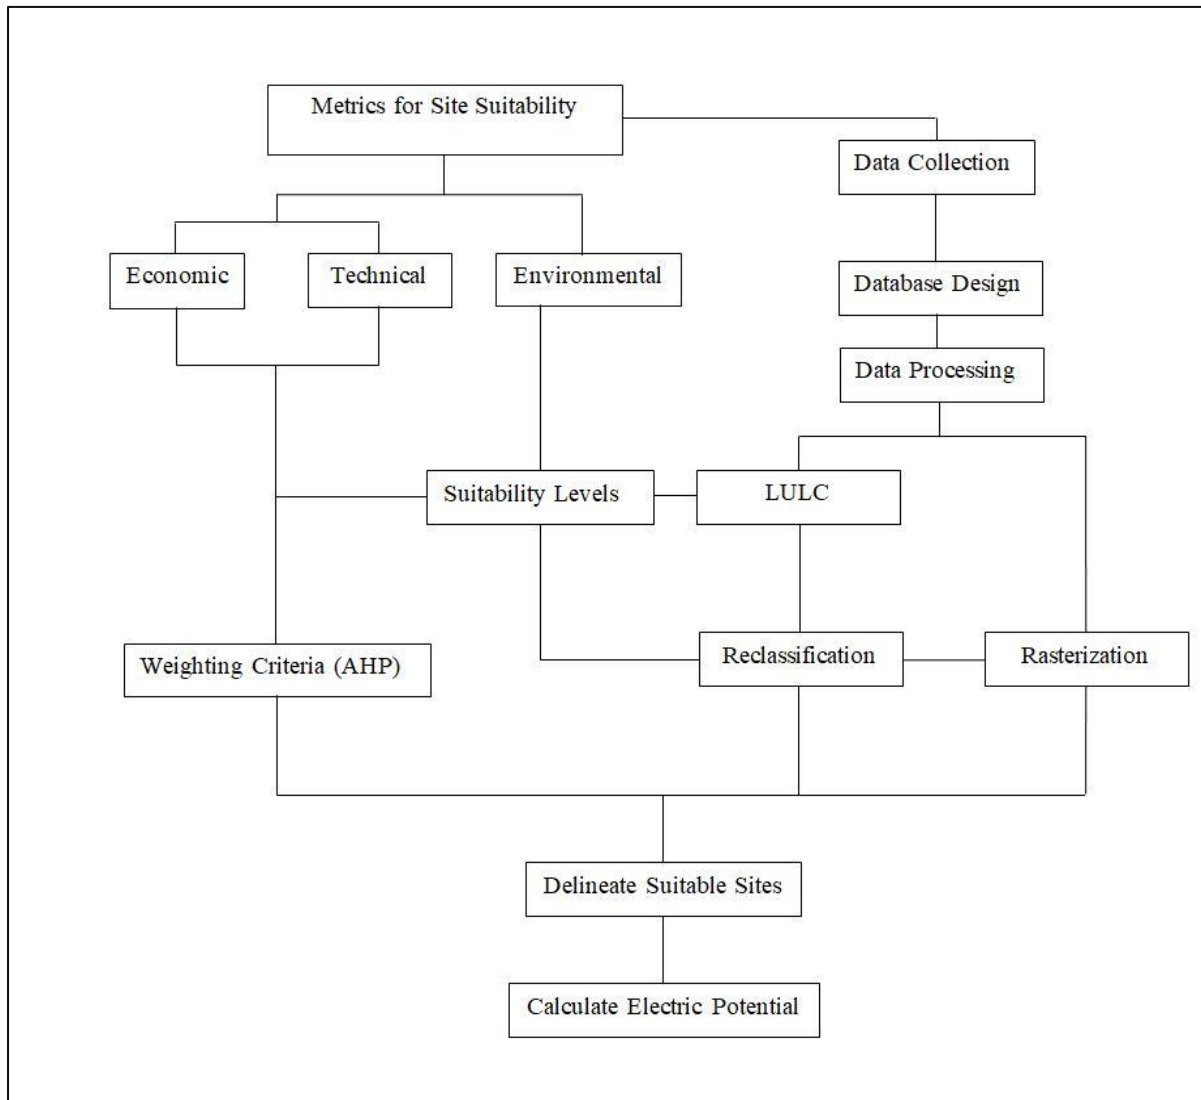 Metrics for Site Suitability
Data Collection
Economic
Technical
Environmental
Database Design
Data Processing
Suitability Levels
LULC
Weighting Criteria (AHP)
Reclassification
Rasterization
Delineate Suitable Sites
Calculate Electric Potential